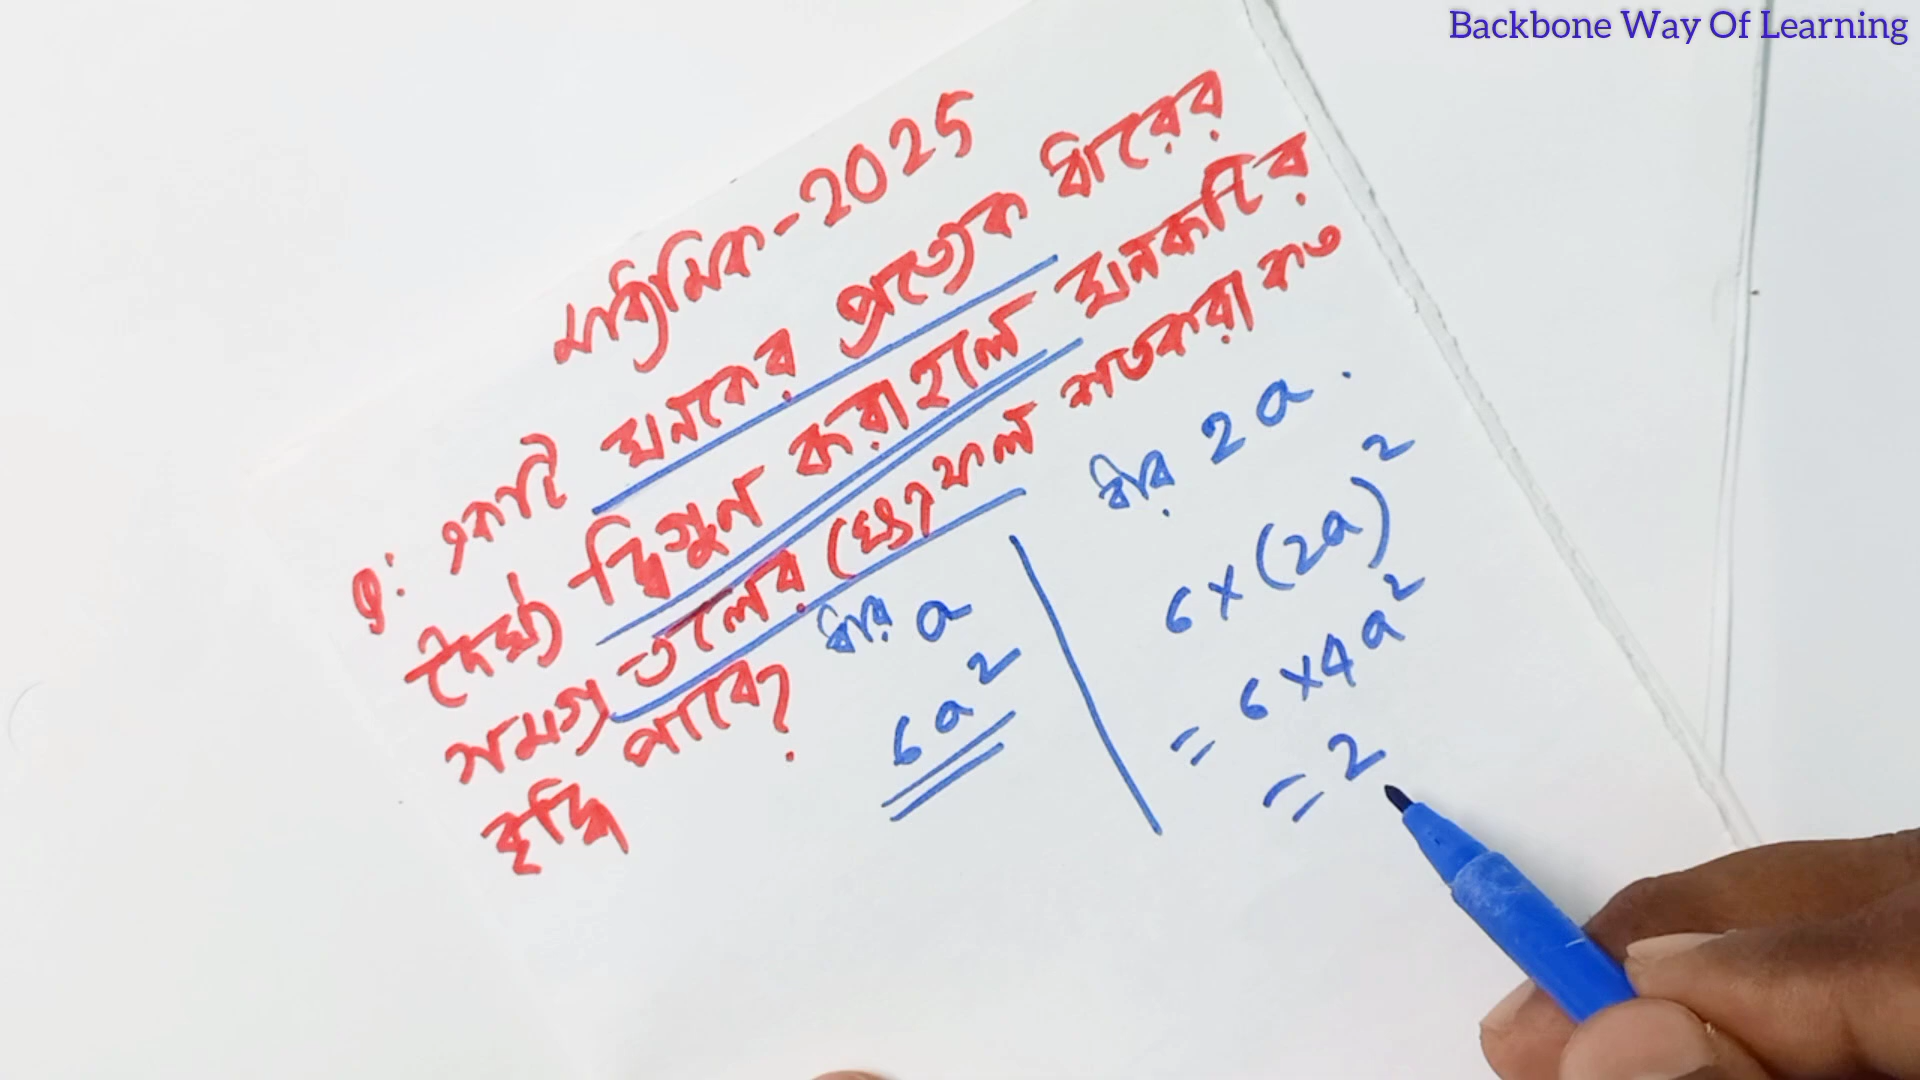 Backbone Way Of Learning
মাধ্যমিক-2025
Q: একটি ঘনকের প্রত্যেক ধারের
দৈর্ঘ্য দ্বিগুন করা হলে ঘনকটির
সমগ্র তলের ক্ষেত্রফল শতকরা কত
বৃদ্ধি পাবে?
ধার a
6a²
ধার 2a.
6×(2a)²
= 6×4a²
= 2